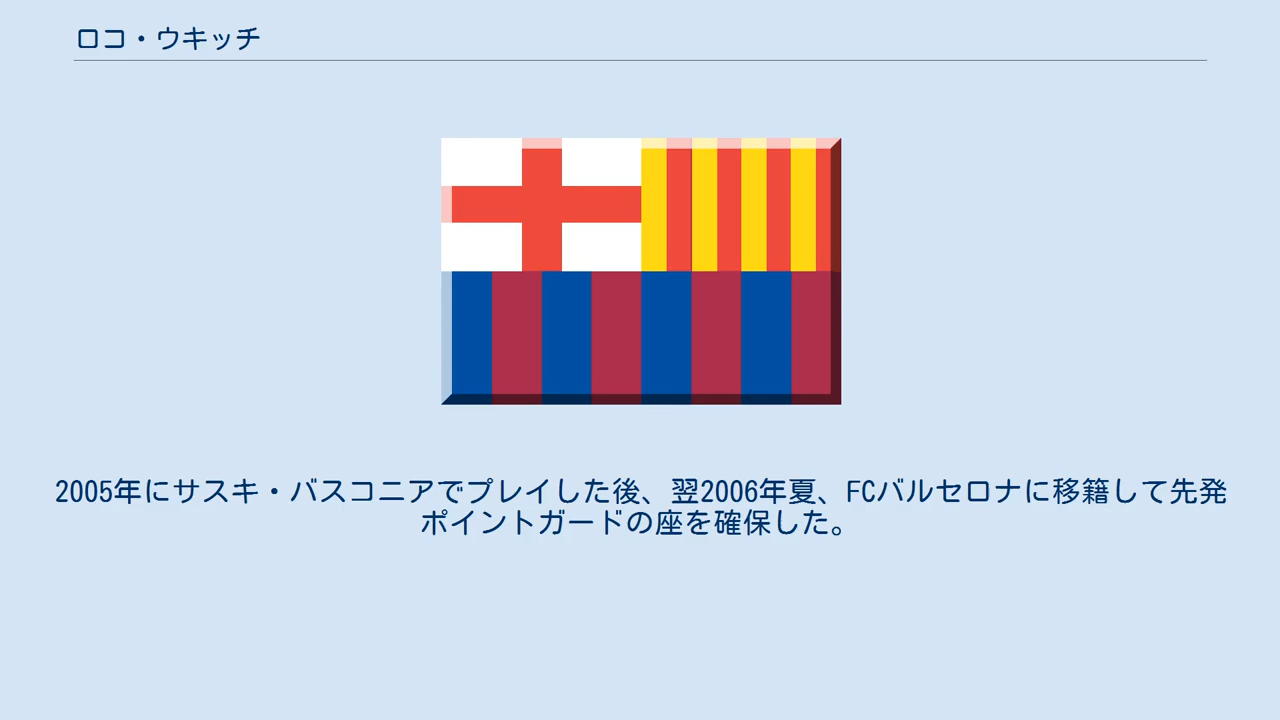 ロコ・ウキッチ
2005年にサスキ・バスコニアでプレイした後、翌2006年夏、FCバルセロナに移籍して先発
ポイントガードの座を確保した。